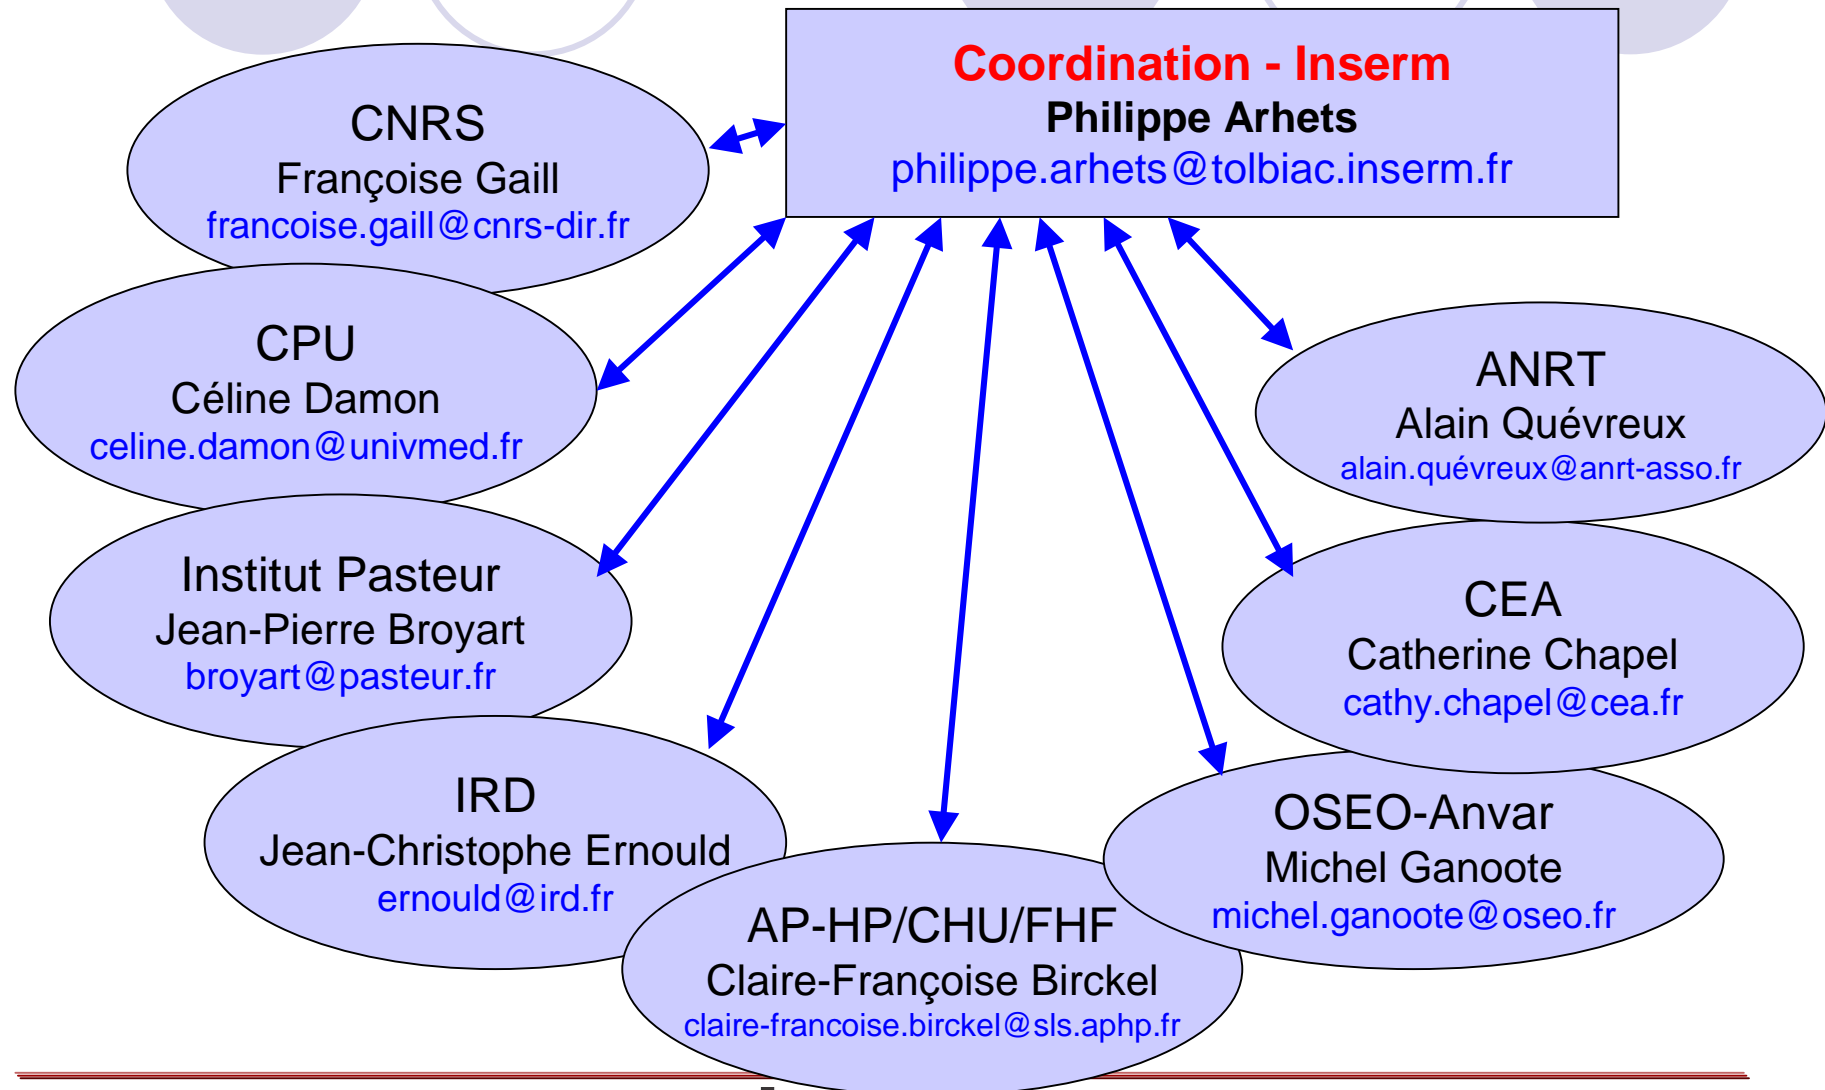 Coordination - Inserm
Philippe Arhets
philippe.arhets@tolbiac.inserm.fr
CNRS
Françoise Gaill
francoise.gaill@cnrs-dir.fr
CPU
Céline Damon
celine.damon@univmed.fr
Institut Pasteur
Jean-Pierre Broyart
broyart@pasteur.fr
IRD
Jean-Christophe Ernould
ernould@ird.fr
AP-HP/CHU/FHF
Claire-Françoise Birckel
claire-francoise.birckel@sls.aphp.fr
OSEO-Anvar
Michel Ganoote
michel.ganoote@oseo.fr
CEA
Catherine Chapel
cathy.chapel@cea.fr
ANRT
Alain Quévreux
alain.quévreux@anrt-asso.fr